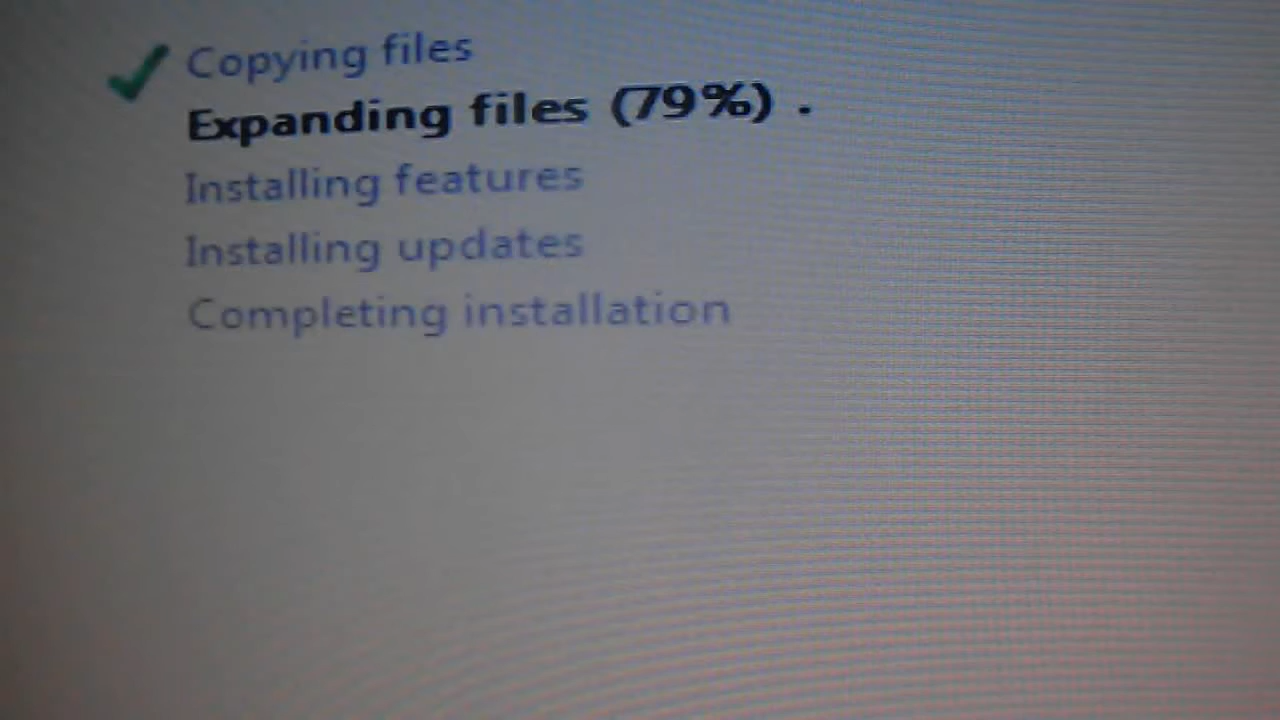 Copying files
Expanding files (79%) .
Installing features
Installing updates
Completing installation